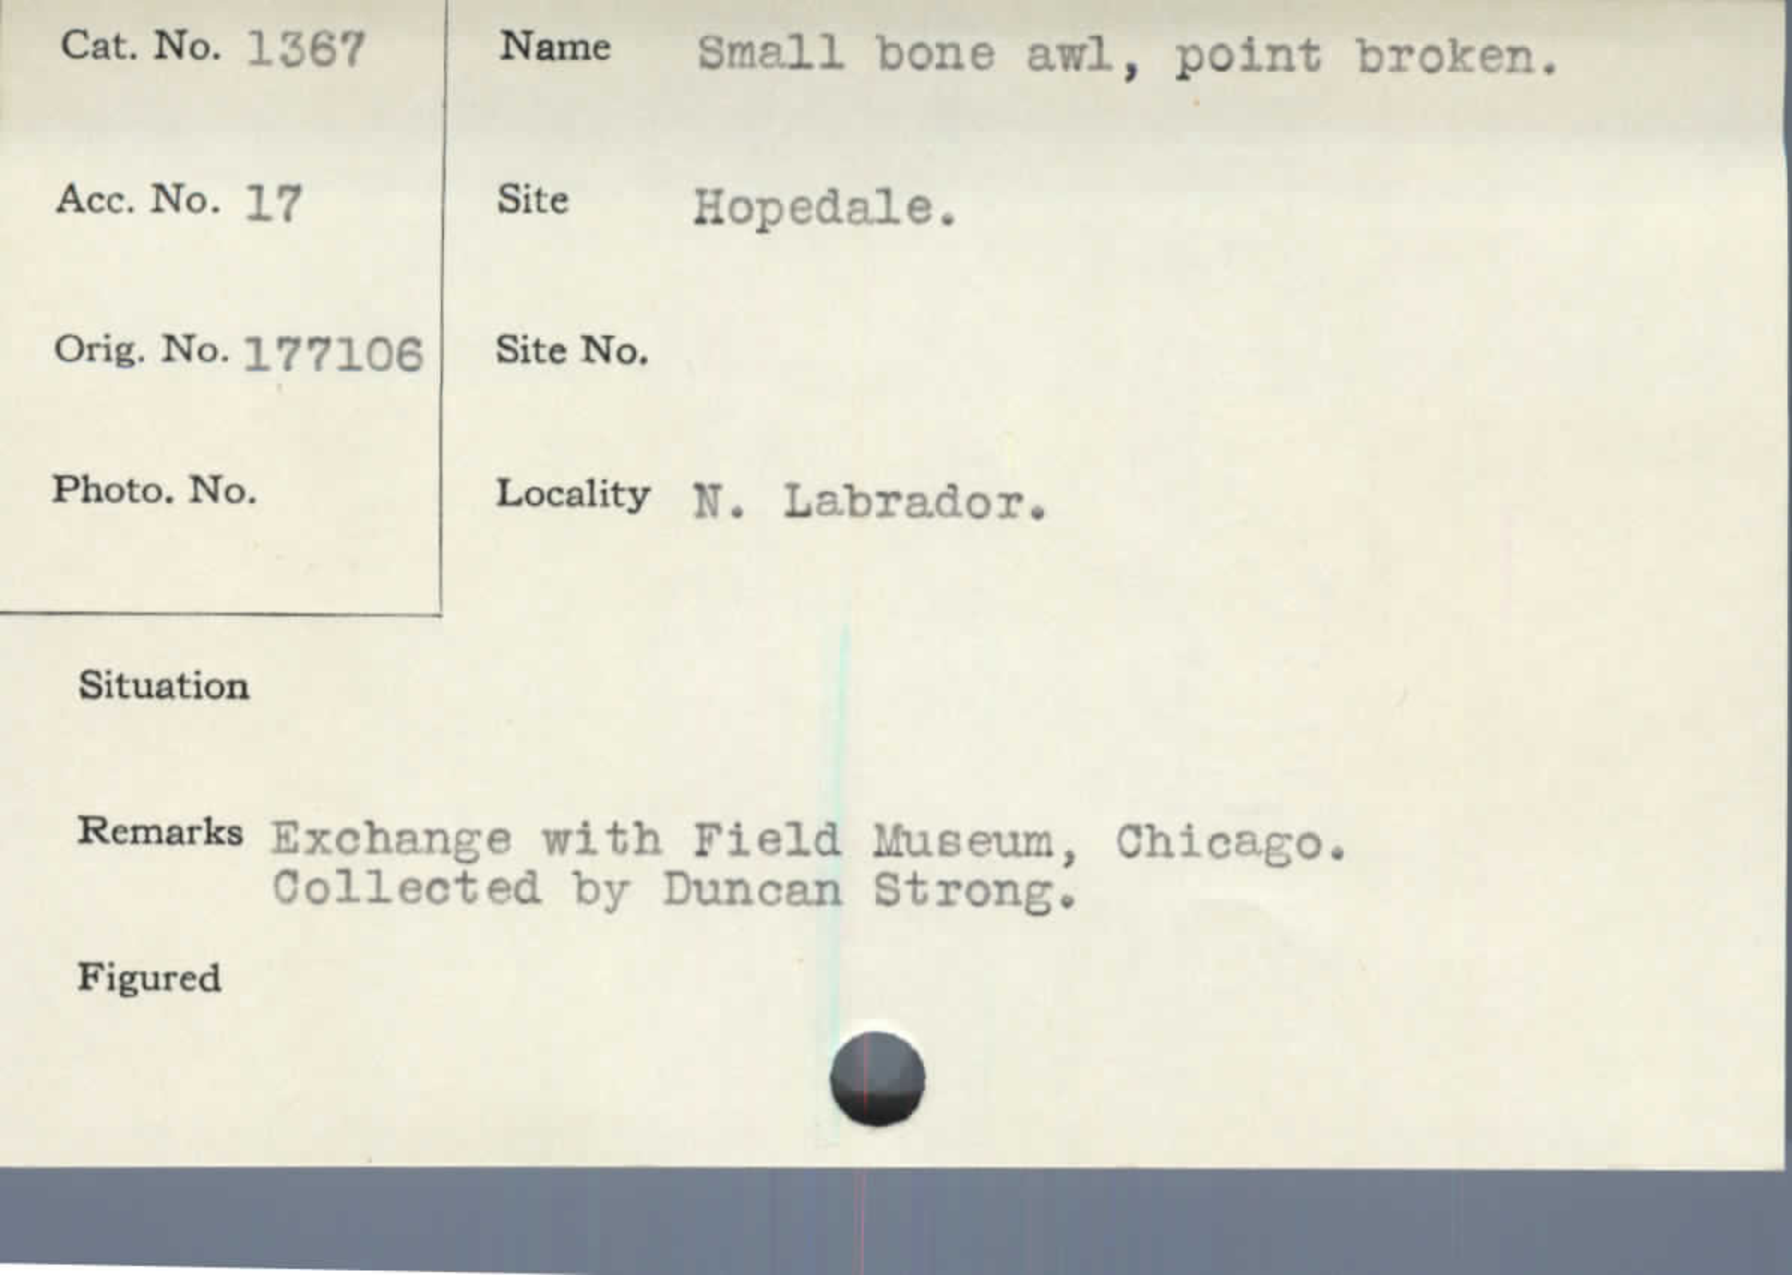 Cat. No. 1367
Name Small bone awl, point broken.
Acc. No. 17
Site Hopedale.
Orig. No. 177106
Site No.
Photo. No.
Locality N. Labrador.
Situation
Remarks Exchange with Field Museum, Chicago.
Collected by Duncan Strong.
Figured